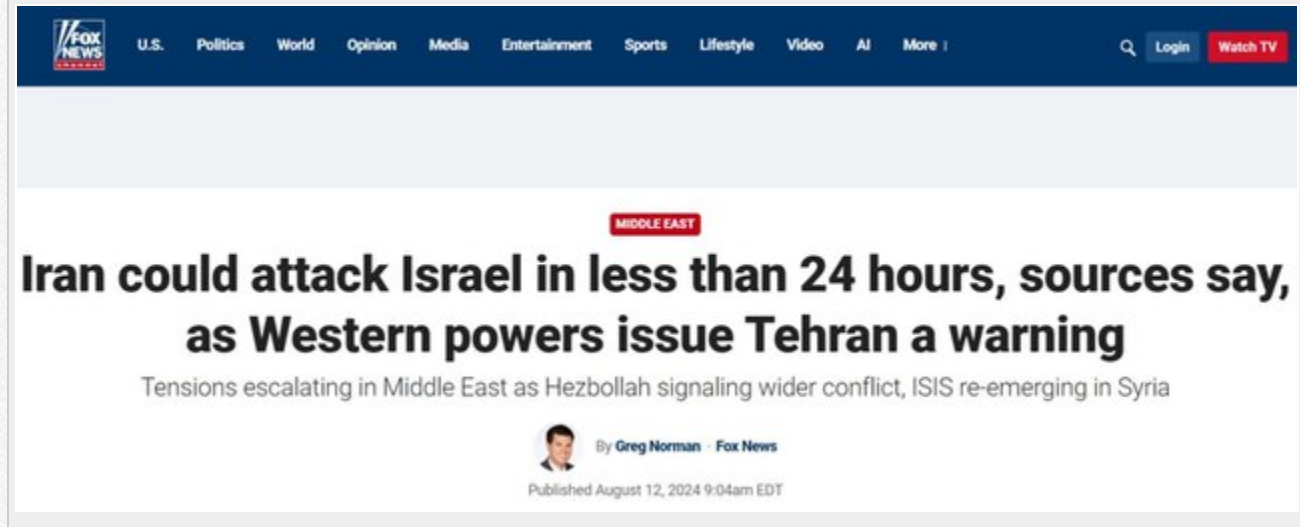 FOX
NEWS
channel
U.S. Politics World Opinion Media Entertainment Sports Lifestyle Video AI More Login Watch TV
MIDDLE EAST
Iran could attack Israel in less than 24 hours, sources say,
as Western powers issue Tehran a warning
Tensions escalating in Middle East as Hezbollah signaling wider conflict, ISIS re-emerging in Syria
By Greg Norman · Fox News
Published August 12, 2024 9:04am EDT